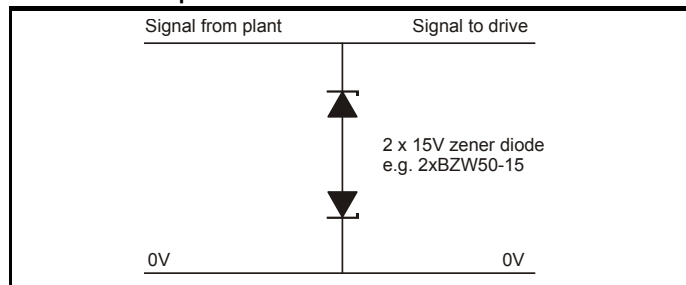 Signal from plant Signal to drive
2 x 15V zener diode
e.g. 2xBZW50-15
0V 0V